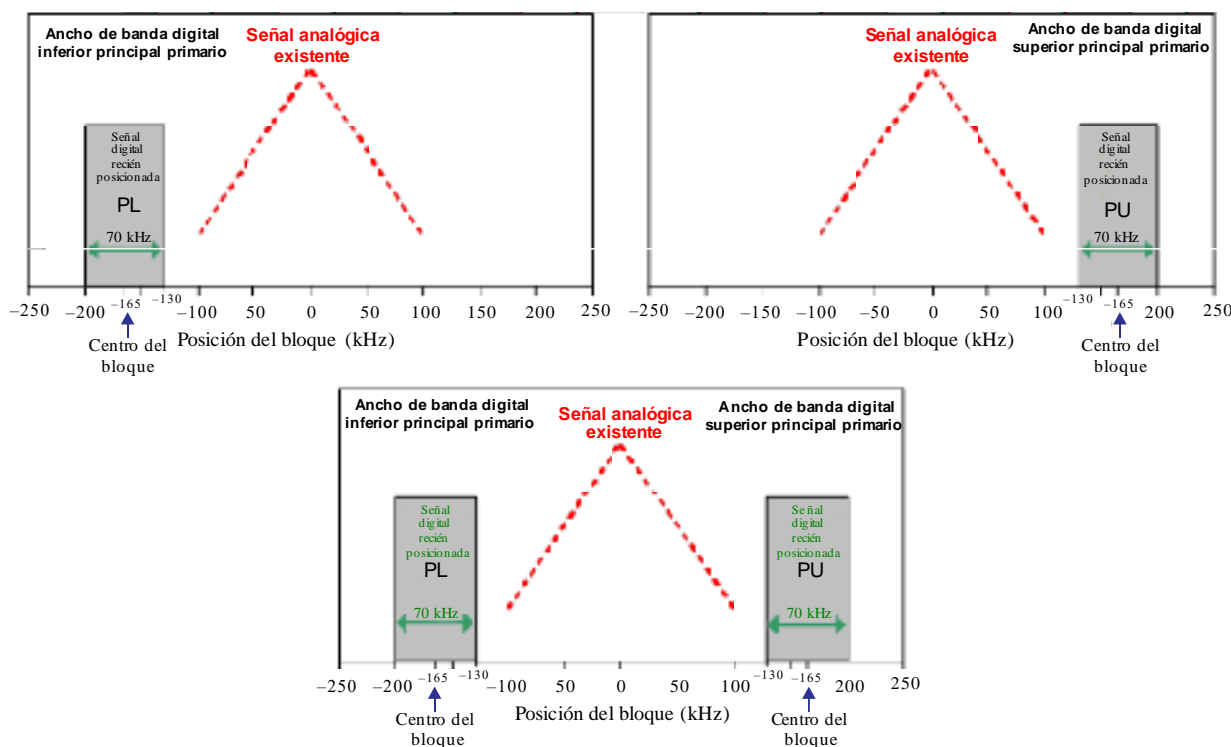 Ancho de banda digital
inferior principal primario
Señal analógica
existente
Señal
digital
recién
posicionada
PL
70 kHz
−165
−130
−250
−200
−100
50
0
50
100
150
200
250
Posición del bloque (kHz)
Centro del
bloque
Señal analógica
existente
Ancho de banda digital
superior principal primario
Señal
digital
recién
posicionada
PU
70 kHz
−130
−165
−250
−200
−150
−100
−50
0
50
100
200
250
Posición del bloque (kHz)
Centro del
bloque
Ancho de banda digital
inferior principal primario
Señal analógica
existente
Ancho de banda digital
superior principal primario
Señal
digital
recién
posicionada
PL
70 kHz
Señal
digital
recién
posicionada
PU
70 kHz
−165
−130
−130
−165
−250
−200
−100
50
0
50
100
200
250
Centro del
bloque
Posición del bloque (kHz)
Centro del
bloque